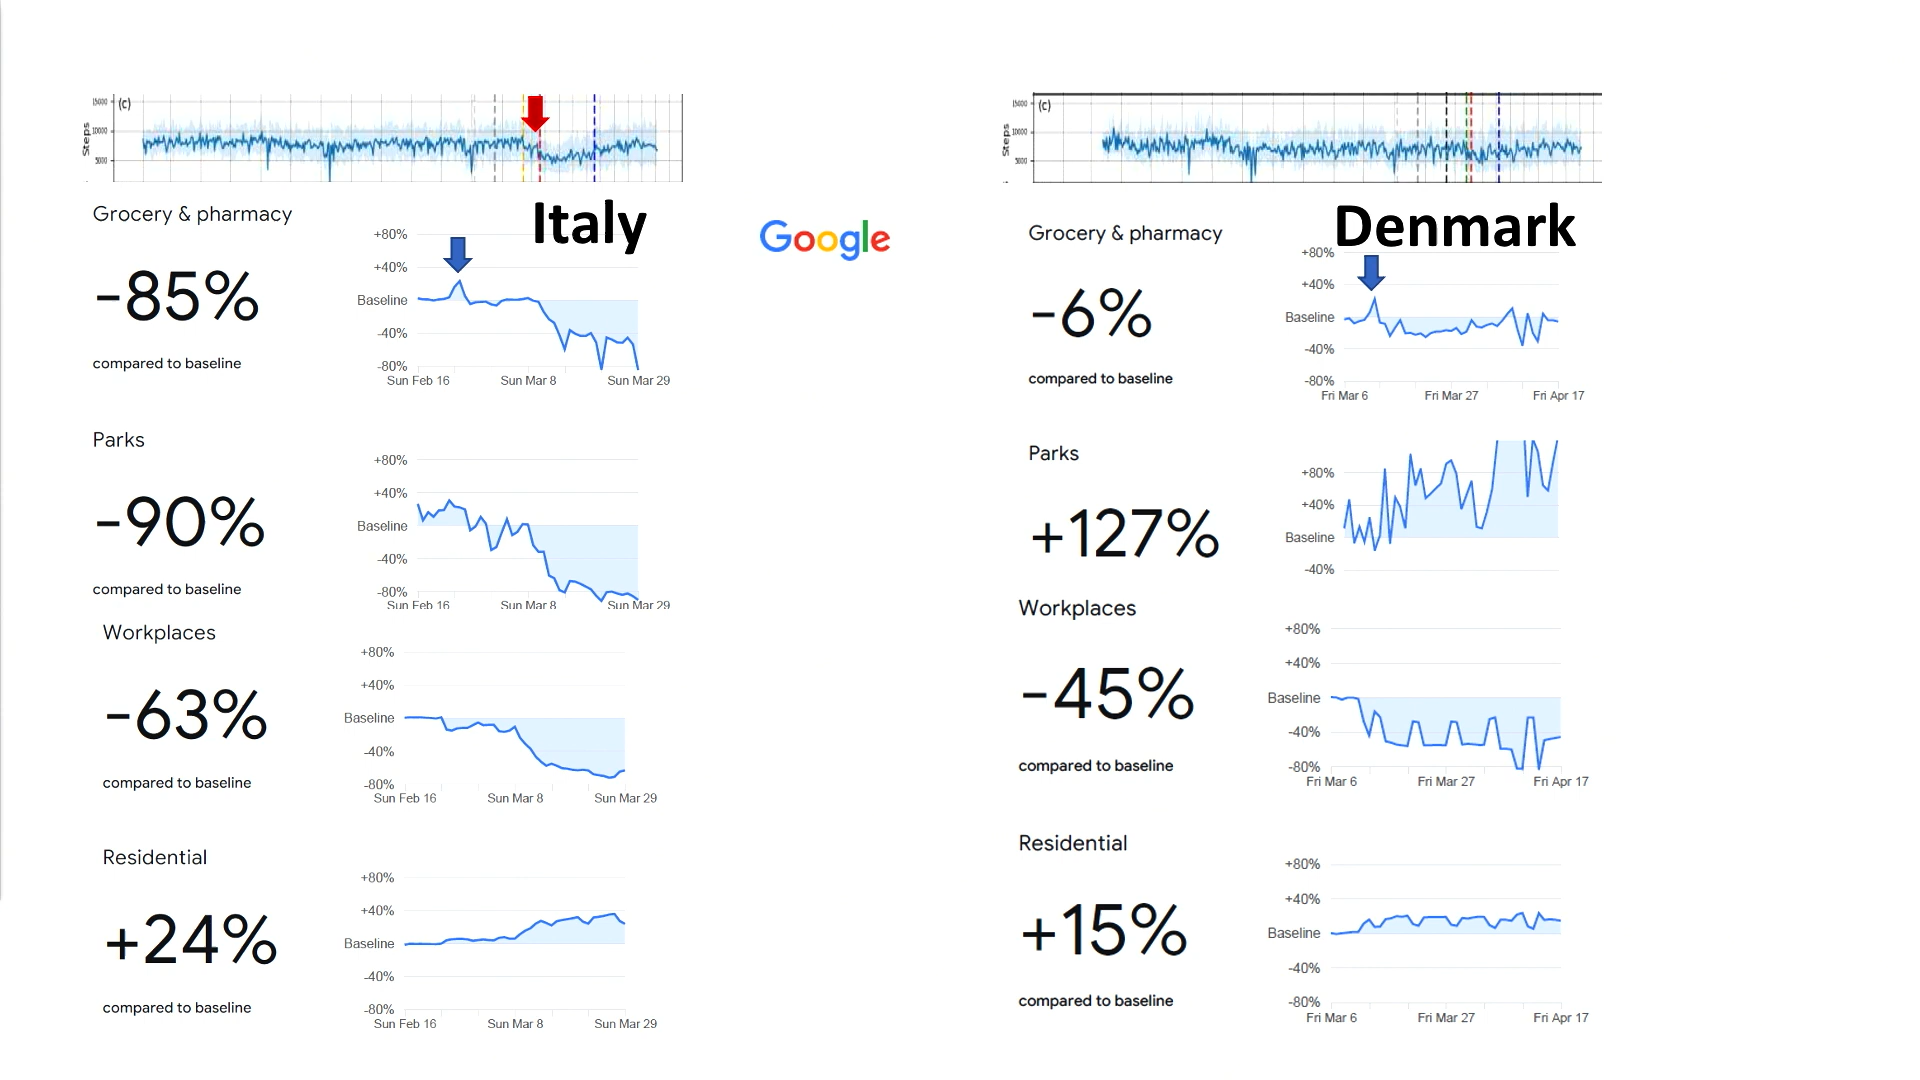 15000
(c)
10000
Steps
5000
Italy
Grocery & pharmacy
-85%
compared to baseline
+80%
+40%
Baseline
-40%
-80%
Sun Feb 16
Sun Mar 8
Sun Mar 29
Parks
-90%
compared to baseline
+80%
+40%
Baseline
-40%
-80%
Sun Feb 16
Sun Mar 8
Sun Mar 29
Workplaces
-63%
compared to baseline
+80%
+40%
Baseline
-40%
-80%
Sun Feb 16
Sun Mar 8
Sun Mar 29
Residential
+24%
compared to baseline
+80%
+40%
Baseline
-40%
-80%
Sun Feb 16
Sun Mar 8
Sun Mar 29
Google
15000
(c)
10000
Steps
5000
Denmark
Grocery & pharmacy
-6%
compared to baseline
+80%
+40%
Baseline
-40%
-80%
Fri Mar 6
Fri Mar 27
Fri Apr 17
Parks
+127%
+80%
+40%
Baseline
-40%
Workplaces
-45%
compared to baseline
+80%
+40%
Baseline
-40%
-80%
Fri Mar 6
Fri Mar 27
Fri Apr 17
Residential
+15%
compared to baseline
+80%
+40%
Baseline
-40%
-80%
Fri Mar 6
Fri Mar 27
Fri Apr 17